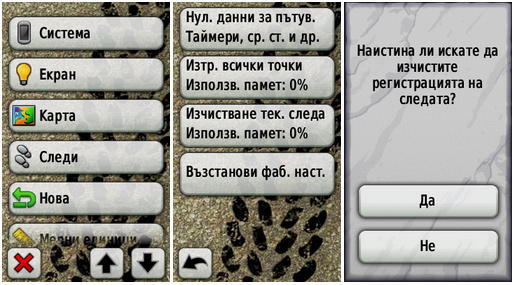 Система
Екран
Карта
Следи
Нова
Мерни единици
Нул. данни за пътув.
Таймери, ср. ст. и др.
Изтр. всички точки
Използв. памет: 0%
Изчистване тек. следа
Използв. памет: 0%
Възстанови фаб. наст.
Наистина ли искате да
изчистите
регистрацията на
следата?
Да
Не